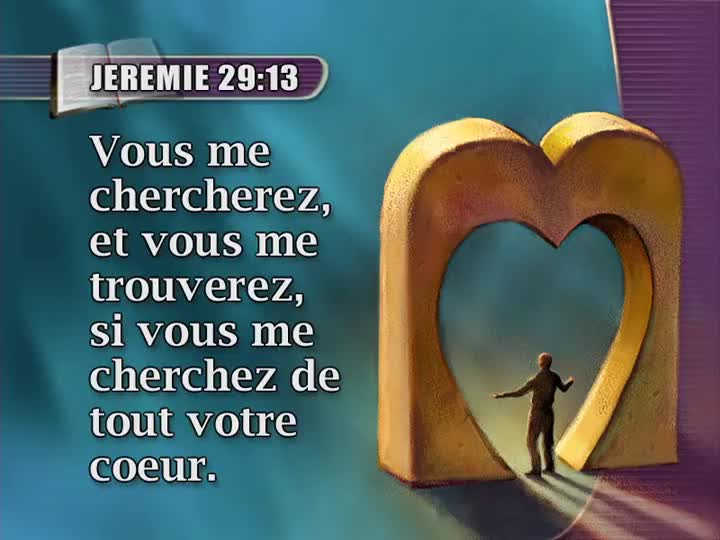 JEREMIE 29:13
Vous me
chercherez,
et vous me
trouverez,
si vous me
cherchez de
tout votre
coeur.